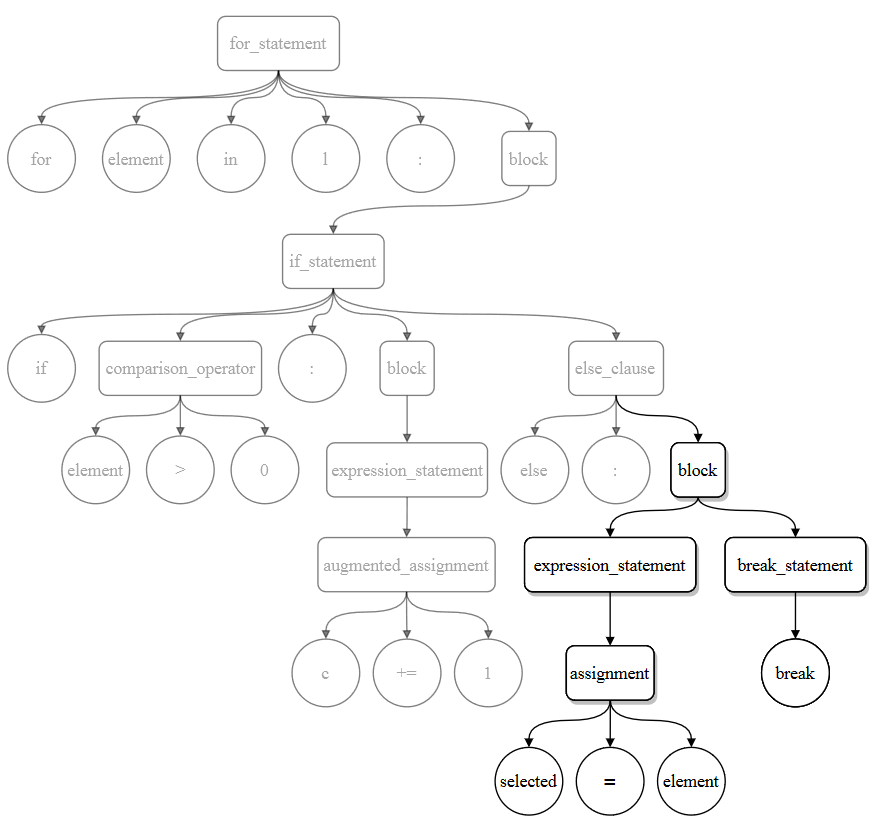 for_statement
for element in l : block
if_statement
if comparison_operator : block else_clause
element > 0 expression_statement else : block
augmented_assignment expression_statement break_statement
c += 1 assignment break
selected = element